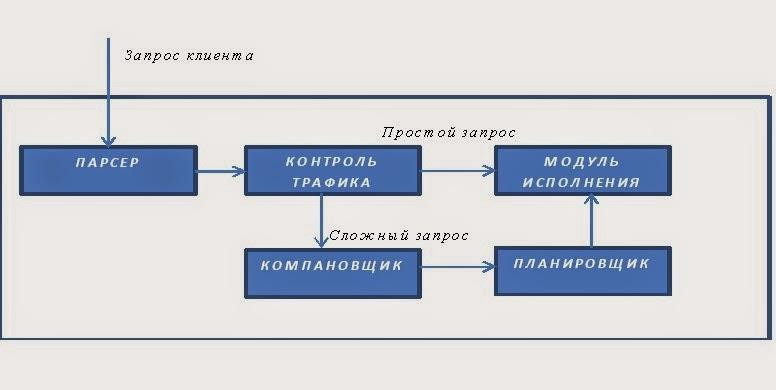 Запрос клиента
Простой запрос
ПАРСЕР
КОНТРОЛЬ
ТРАФИКА
МОДУЛЬ
ИСПОЛНЕНИЯ
Сложный запрос
КОМПАНОВЩИК
ПЛАНИРОВЩИК